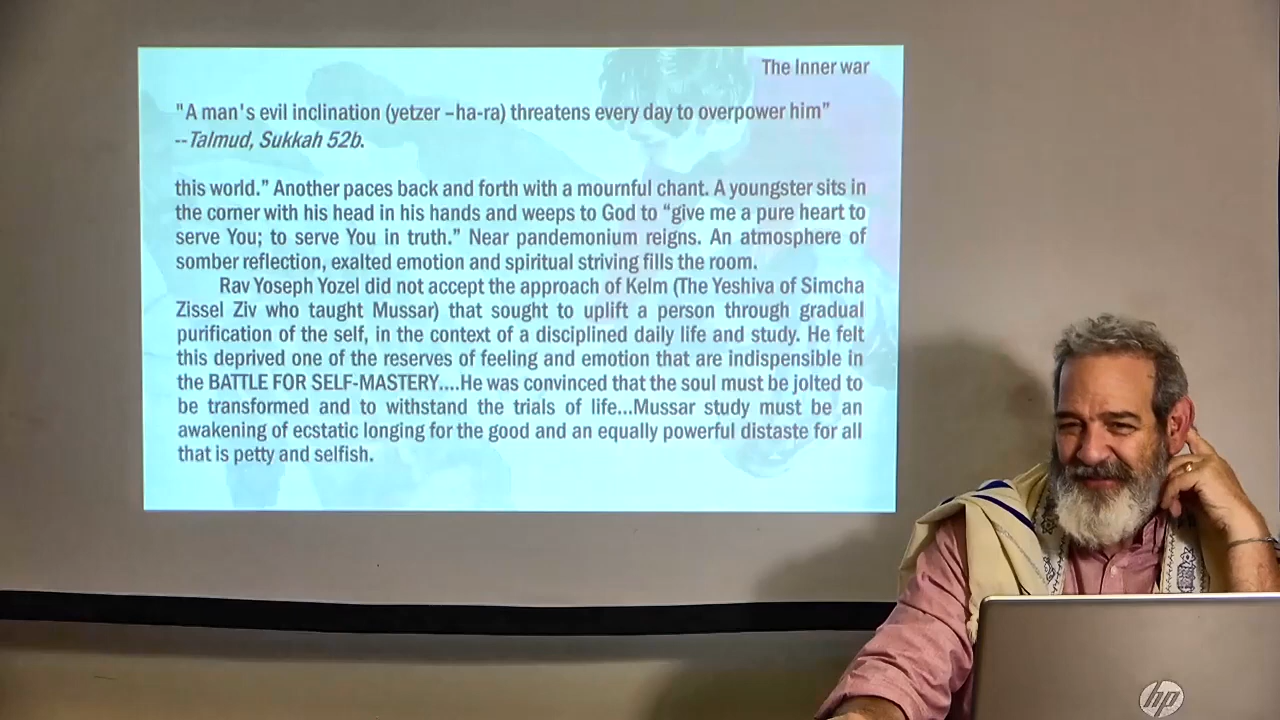 The Inner war
"A man's evil inclination (yetzer –ha-ra) threatens every day to overpower him”
--Talmud, Sukkah 52b.
this world.” Another paces back and forth with a mournful chant. A youngster sits in
the corner with his head in his hands and weeps to God to “give me a pure heart to
serve You; to serve You in truth.” Near pandemonium reigns. An atmosphere of
somber reflection, exalted emotion and spiritual striving fills the room.
Rav Yoseph Yozel did not accept the approach of Kelm (The Yeshiva of Simcha
Zissel Ziv who taught Mussar) that sought to uplift a person through gradual
purification of the self, in the context of a disciplined daily life and study. He felt
this deprived one of the reserves of feeling and emotion that are indispensible in
the BATTLE FOR SELF-MASTERY....He was convinced that the soul must be jolted to
be transformed and to withstand the trials of life...Mussar study must be an
awakening of ecstatic longing for the good and an equally powerful distaste for all
that is petty and selfish.
hp